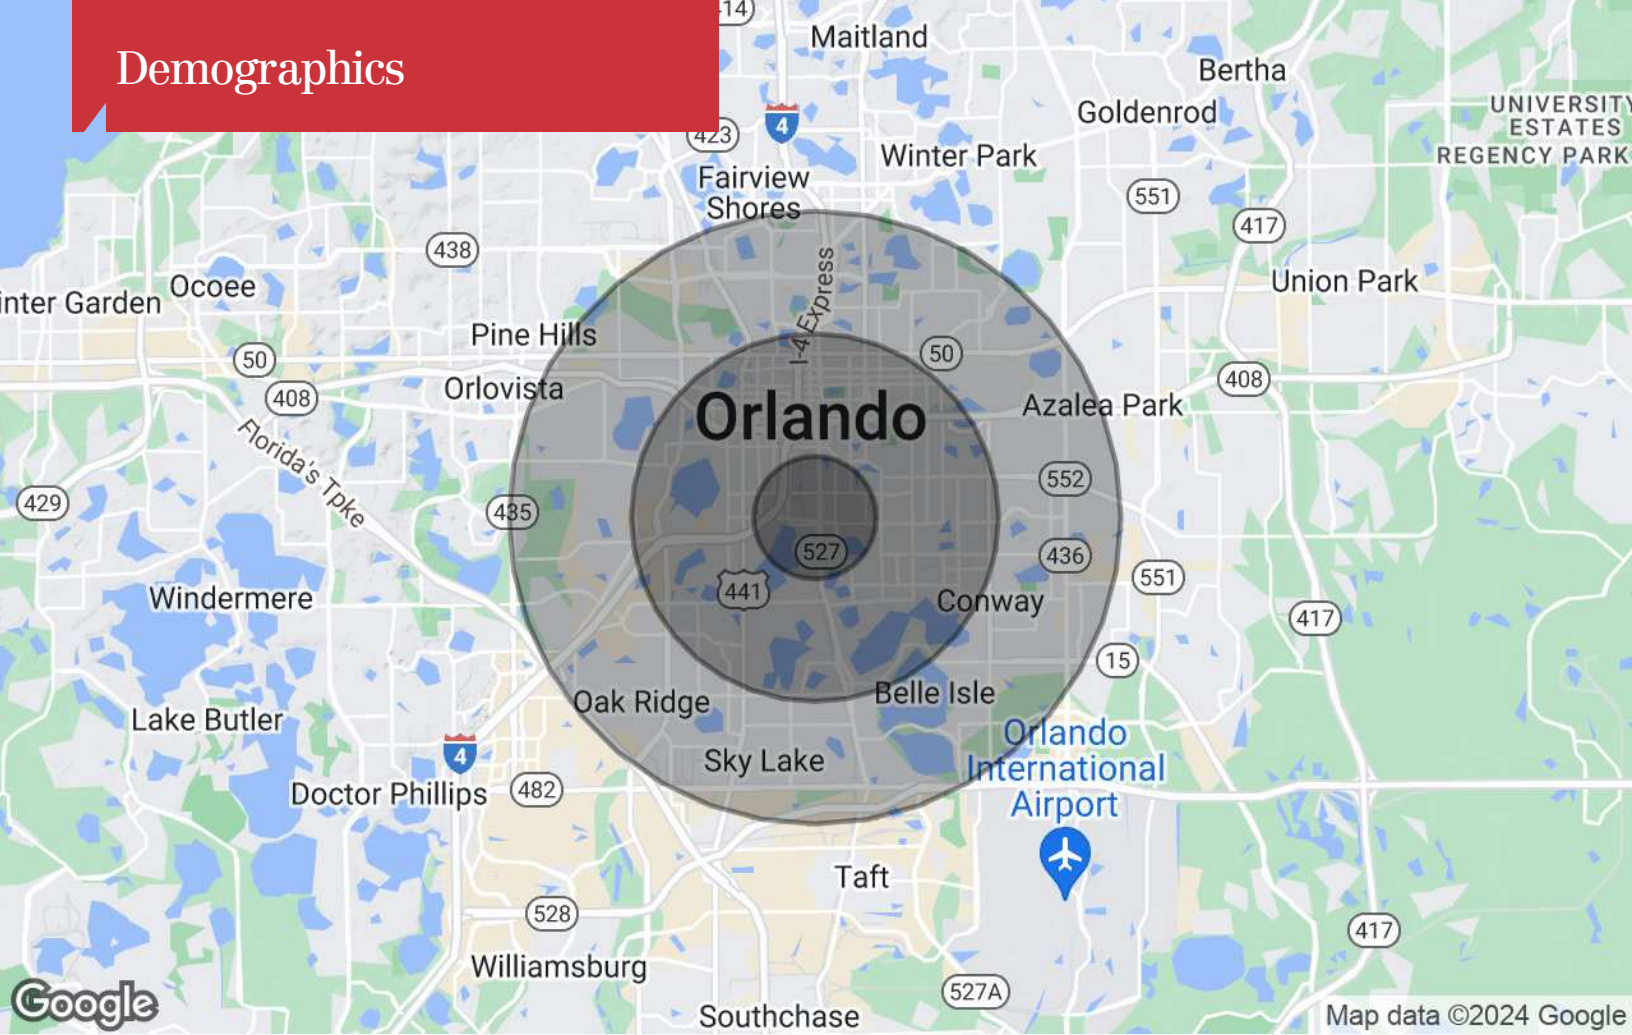 Demographics
414
Maitland
Bertha
Goldenrod
UNIVERSITY
ESTATES
REGENCY PARK
423
4
Winter Park
Fairview
Shores
551
417
438
I-4 Express
Ocoee
Union Park
inter Garden
Pine Hills
50
50
408
408
Orlovista
Orlando
Azalea Park
Florida's Tpke
552
429
435
527
436
551
441
Windermere
Conway
417
15
Oak Ridge
Belle Isle
Lake Butler
Orlando
International
Airport
4
Sky Lake
Doctor Phillips
482
Taft
528
417
Williamsburg
527A
Google
Southchase
Map data ©2024 Google